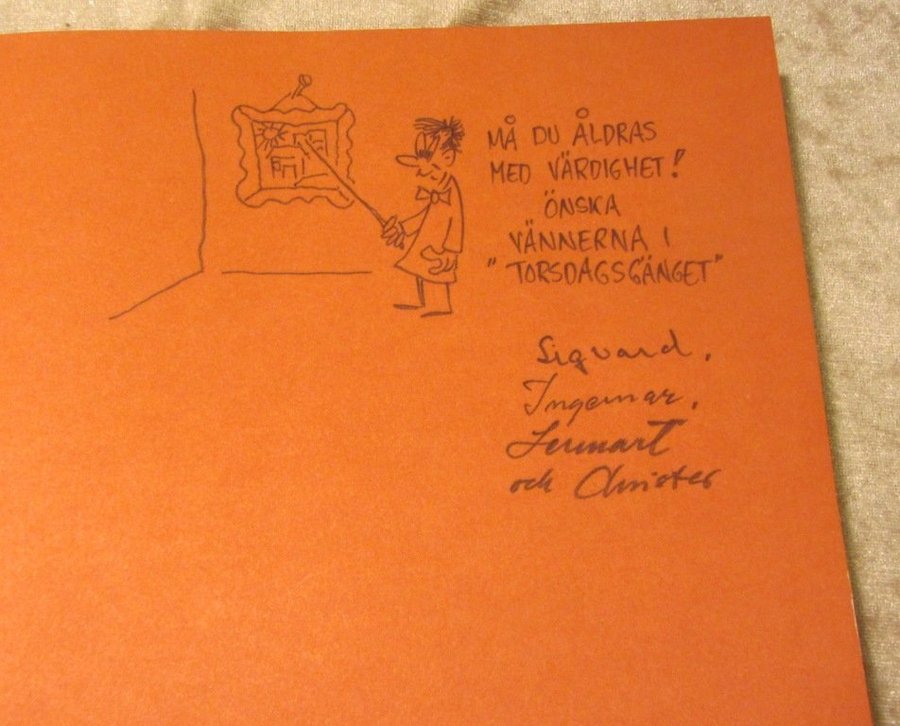 MÅ DU ÅLDRAS
MED VÄRDIGHET!
ÖNSKA
VÄNNERNA I
"TORSDAGSGÄNGET"
Sigvard,
Ingemar,
Lennart
och Christer